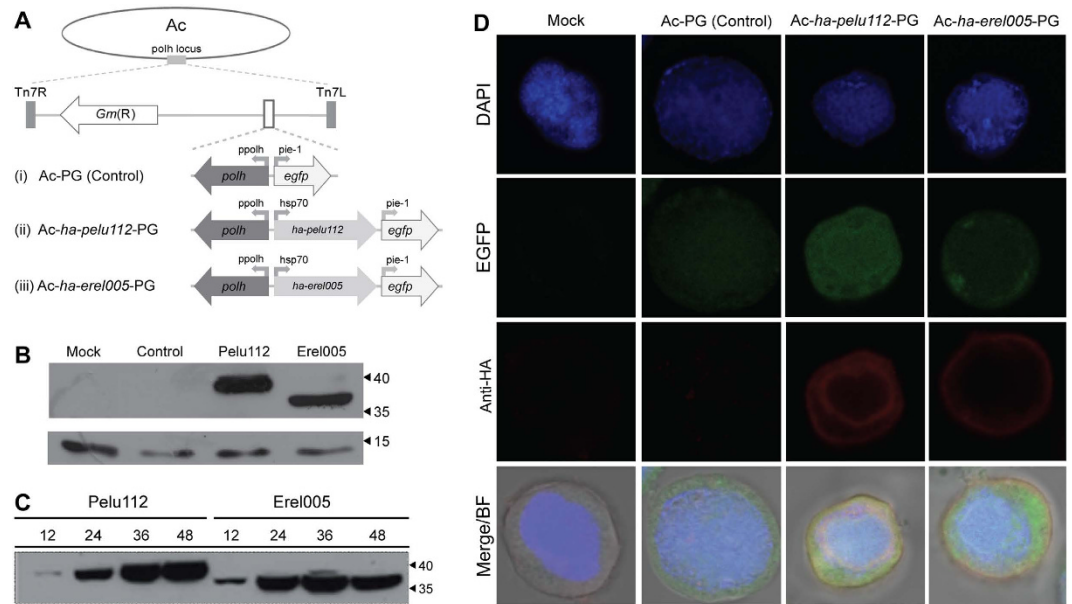 A
Ac
polh locus
Tn7R
Tn7L
Gm(R)
ppolh
pie-1
(i) Ac-PG (Control)
polh
egfp
ppolh
hsp70
pie-1
(ii) Ac-ha-pelu112-PG
polh
ha-pelu112
egfp
ppolh
hsp70
pie-1
(iii) Ac-ha-erel005-PG
polh
ha-erel005
egfp
B
Mock Control Pelu112 Erel005
40
35
15
C
Pelu112 Erel005
12 24 36 48 12 24 36 48
40
35
D
Mock Ac-PG (Control) Ac-ha-pelu112-PG Ac-ha-erel005-PG
DAPI
EGFP
Anti-HA
Merge/BF